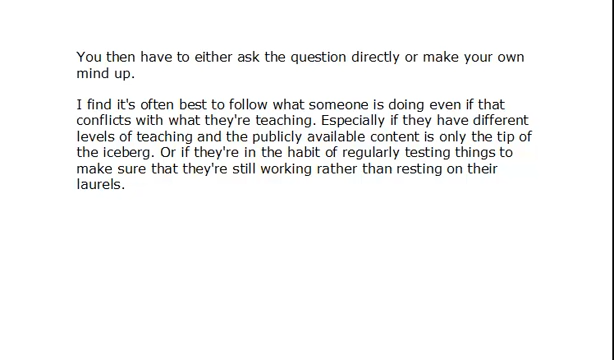 You then have to either ask the question directly or make your own
mind up.
I find it's often best to follow what someone is doing even if that
conflicts with what they're teaching. Especially if they have different
levels of teaching and the publicly available content is only the tip of
the iceberg. Or if they're in the habit of regularly testing things to
make sure that they're still working rather than resting on their
laurels.